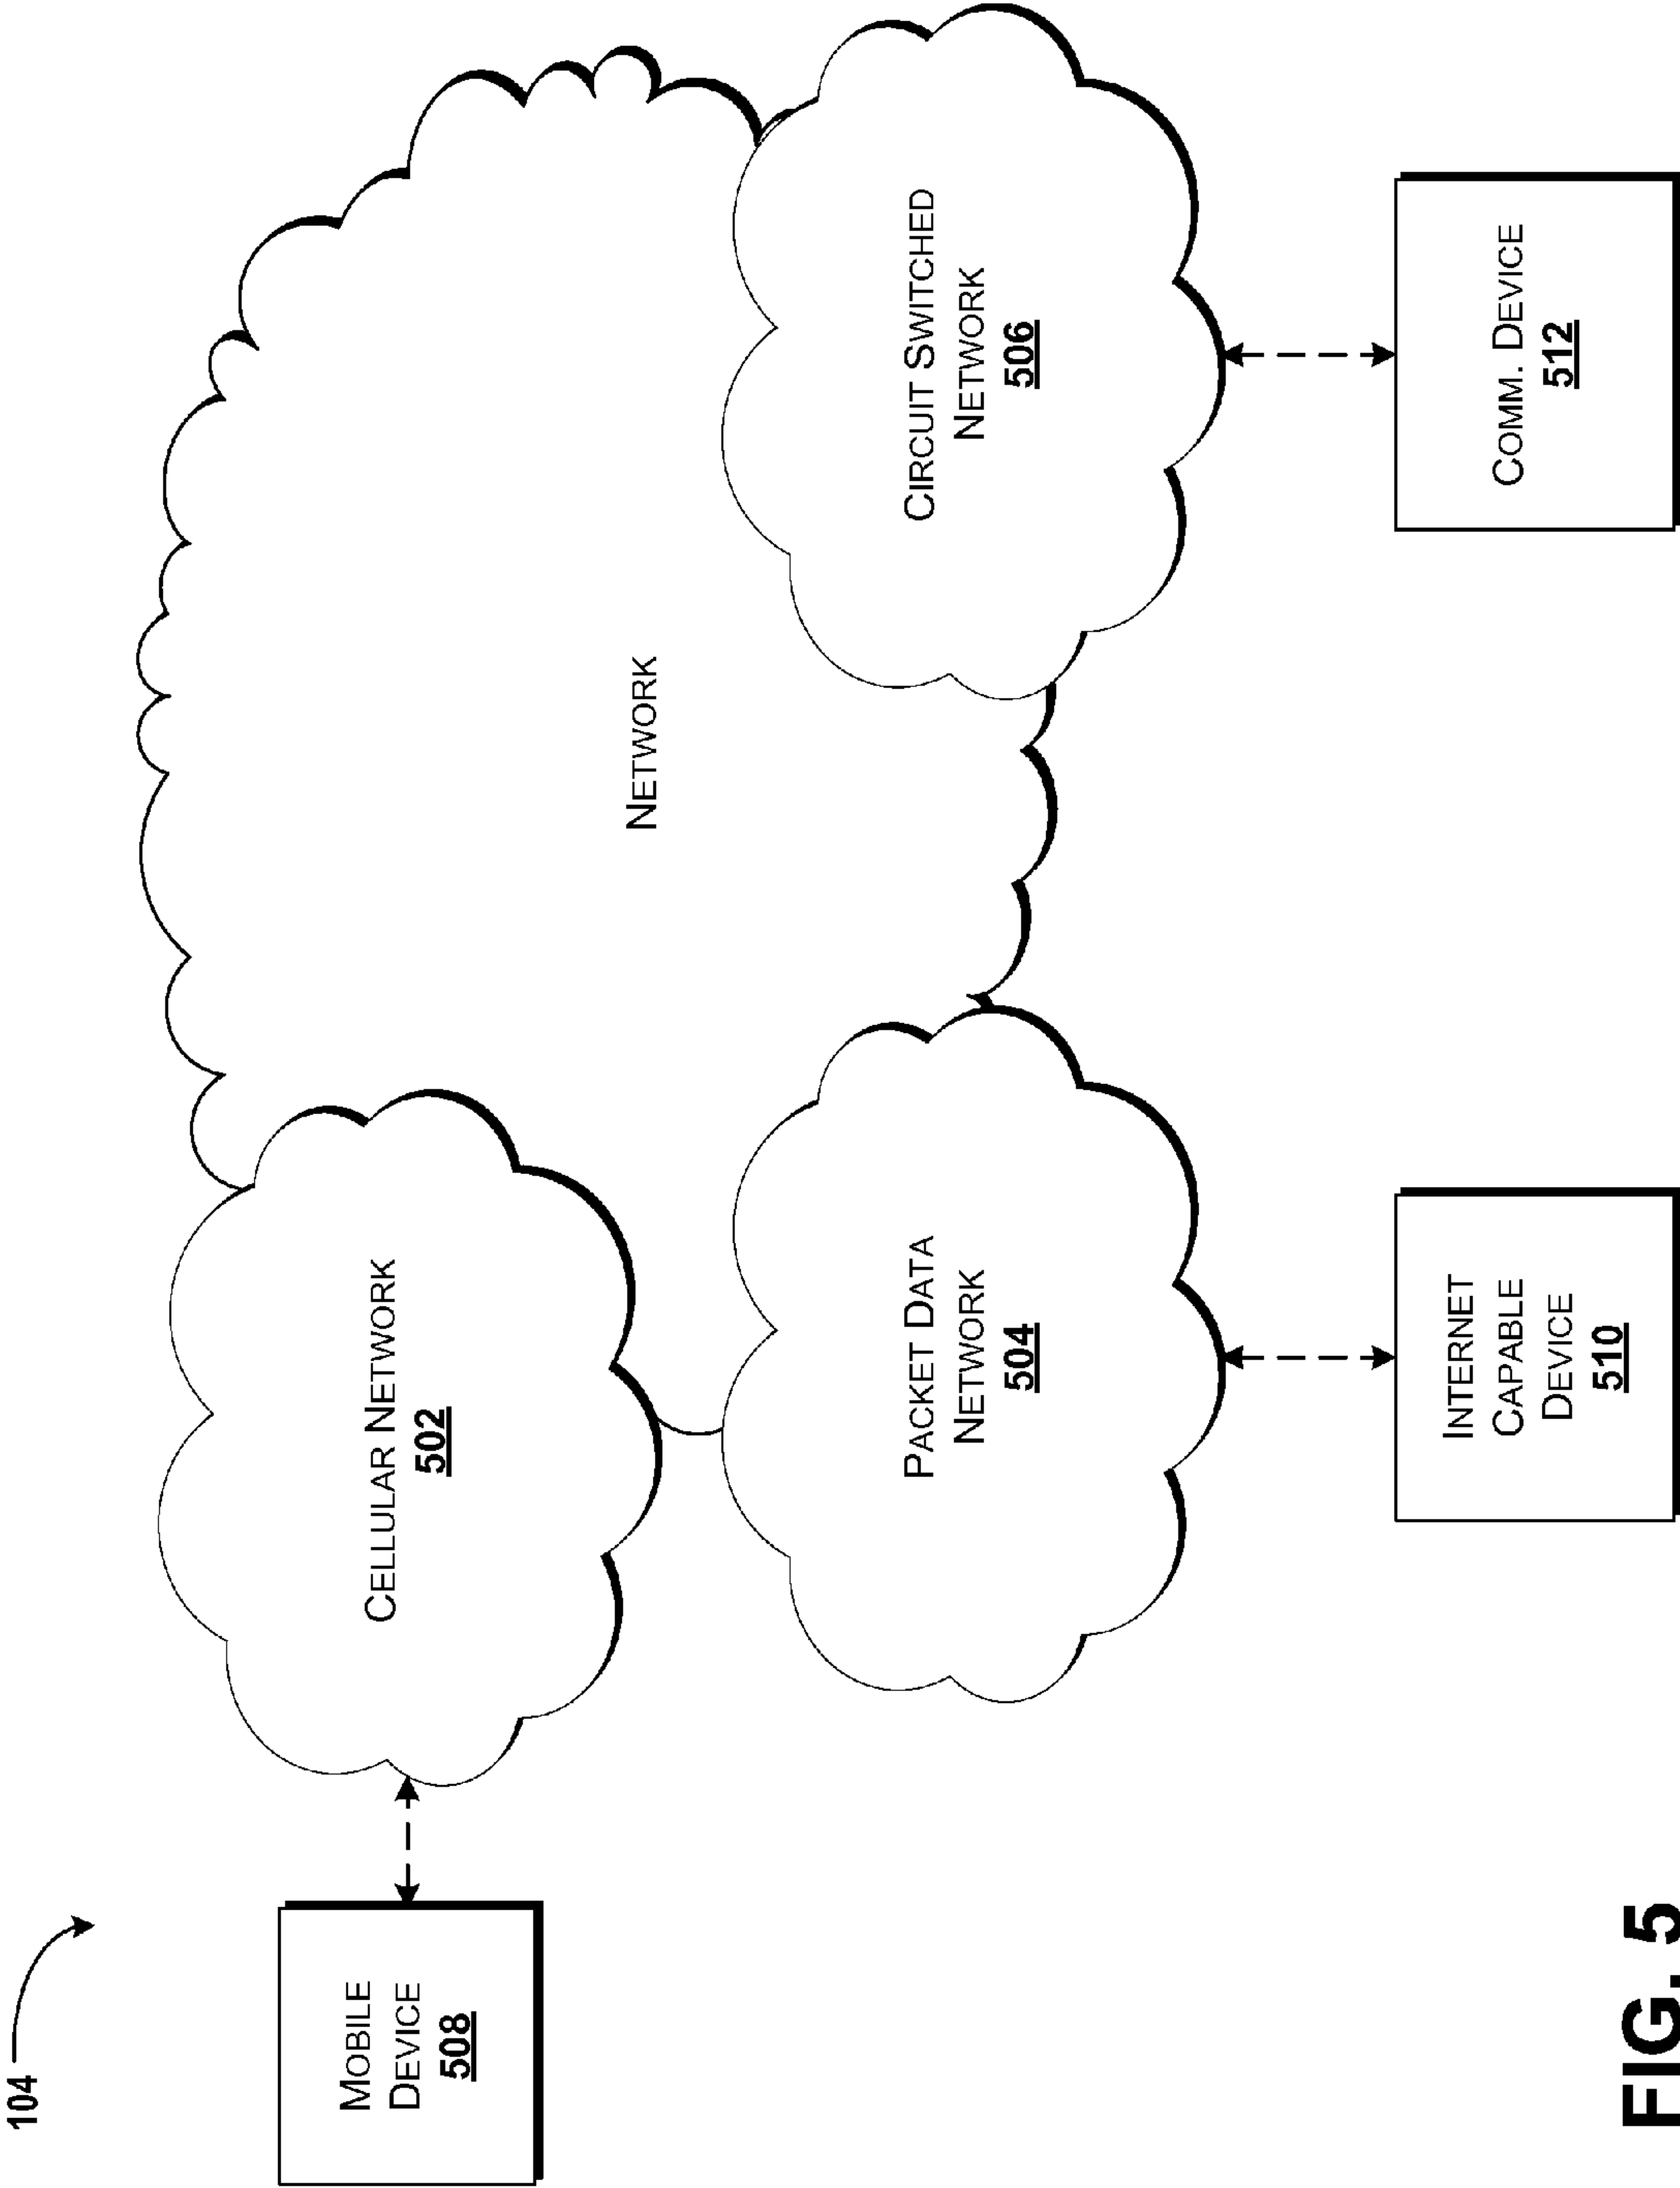 104
MOBILE
DEVICE
508
CELLULAR NETWORK
502
NETWORK
PACKET DATA
NETWORK
504
CIRCUIT SWITCHED
NETWORK
506
INTERNET
CAPABLE
DEVICE
510
COMM. DEVICE
512
FIG. 5